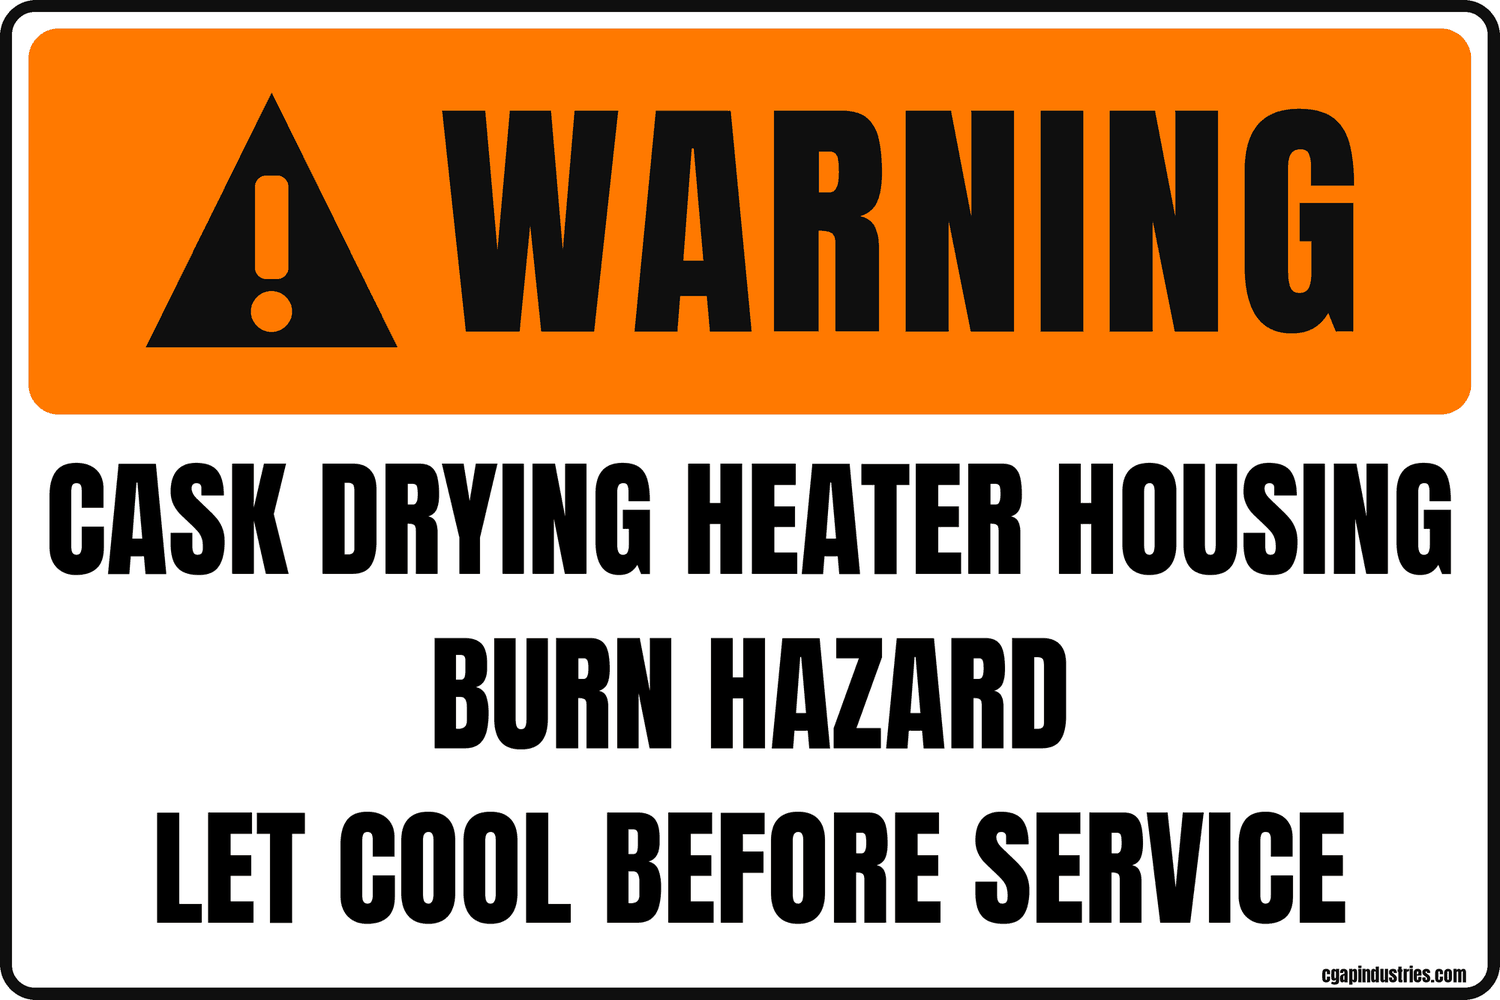 WARNING
CASK DRYING HEATER HOUSING
BURN HAZARD
LET COOL BEFORE SERVICE
cgapindustries.com